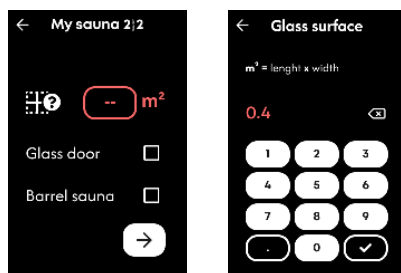 My sauna 2|2
-- m²
Glass door
Barrel sauna
Glass surface
m² = lenght x width
0.4
1 2 3
4 5 6
7 8 9
. 0